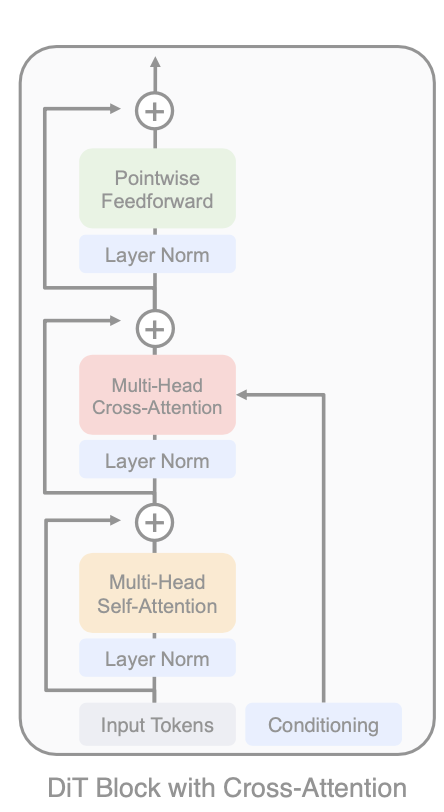 Pointwise
Feedforward
Layer Norm
Multi-Head
Cross-Attention
Layer Norm
Multi-Head
Self-Attention
Layer Norm
Input Tokens
Conditioning
DiT Block with Cross-Attention